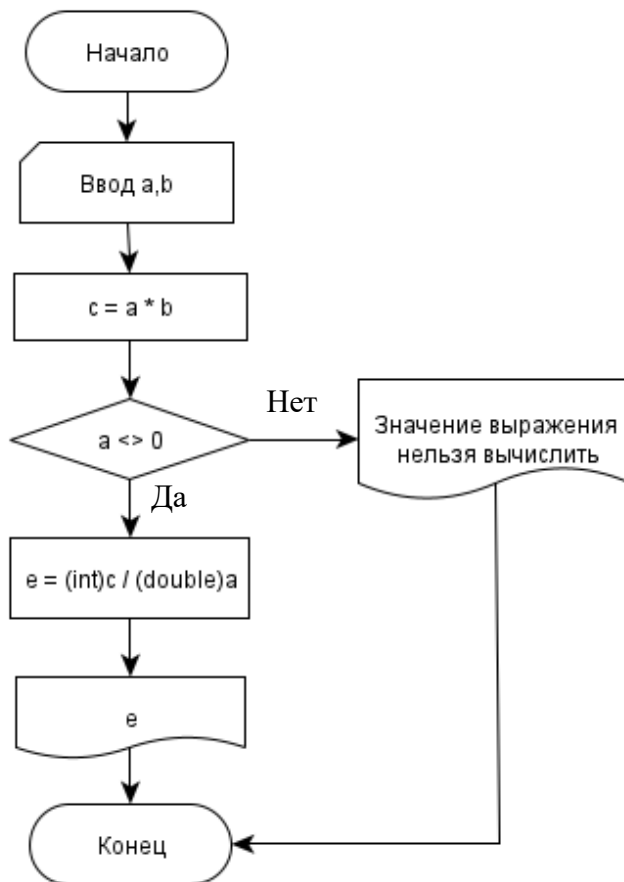 Начало
Ввод a,b
c = a * b
a <> 0
Нет
Значение выражения
нельзя вычислить
Да
e = (int)c / (double)a
e
Конец